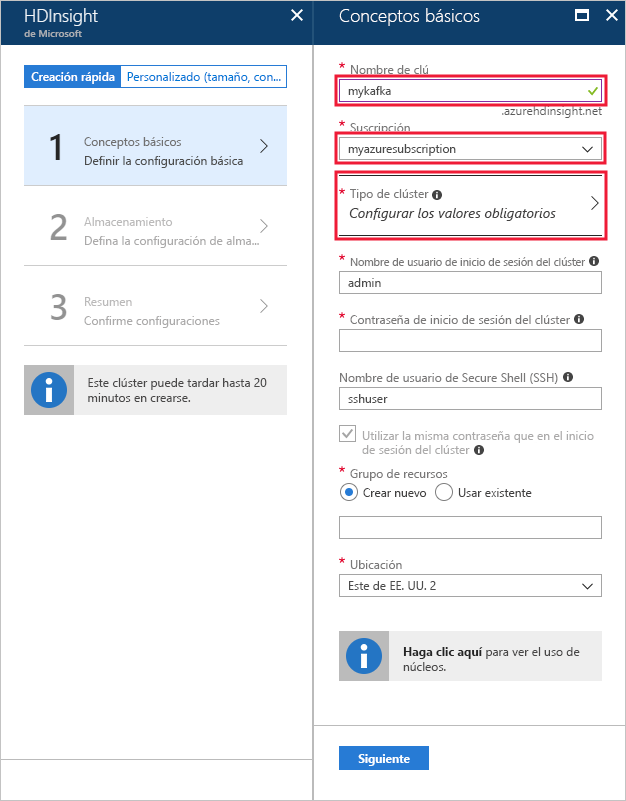 HDInsight
de Microsoft
Creación rápida
Personalizado (tamaño, con...
1
Conceptos básicos
Definir la configuración básica
2
Almacenamiento
Defina la configuración de alma...
3
Resumen
Confirme configuraciones
Este clúster puede tardar hasta 20
minutos en crearse.
Conceptos básicos
* Nombre de clú
mykafka
.azurehdinsight.net
* Suscripción
myazuresubscription
* Tipo de clúster
Configurar los valores obligatorios
* Nombre de usuario de inicio de sesión del clúster
admin
* Contraseña de inicio de sesión del clúster
Nombre de usuario de Secure Shell (SSH)
sshuser
Utilizar la misma contraseña que en el inicio
de sesión del clúster
* Grupo de recursos
Crear nuevo
Usar existente
* Ubicación
Este de EE. UU. 2
Haga clic aquí para ver el uso de
núcleos.
Siguiente